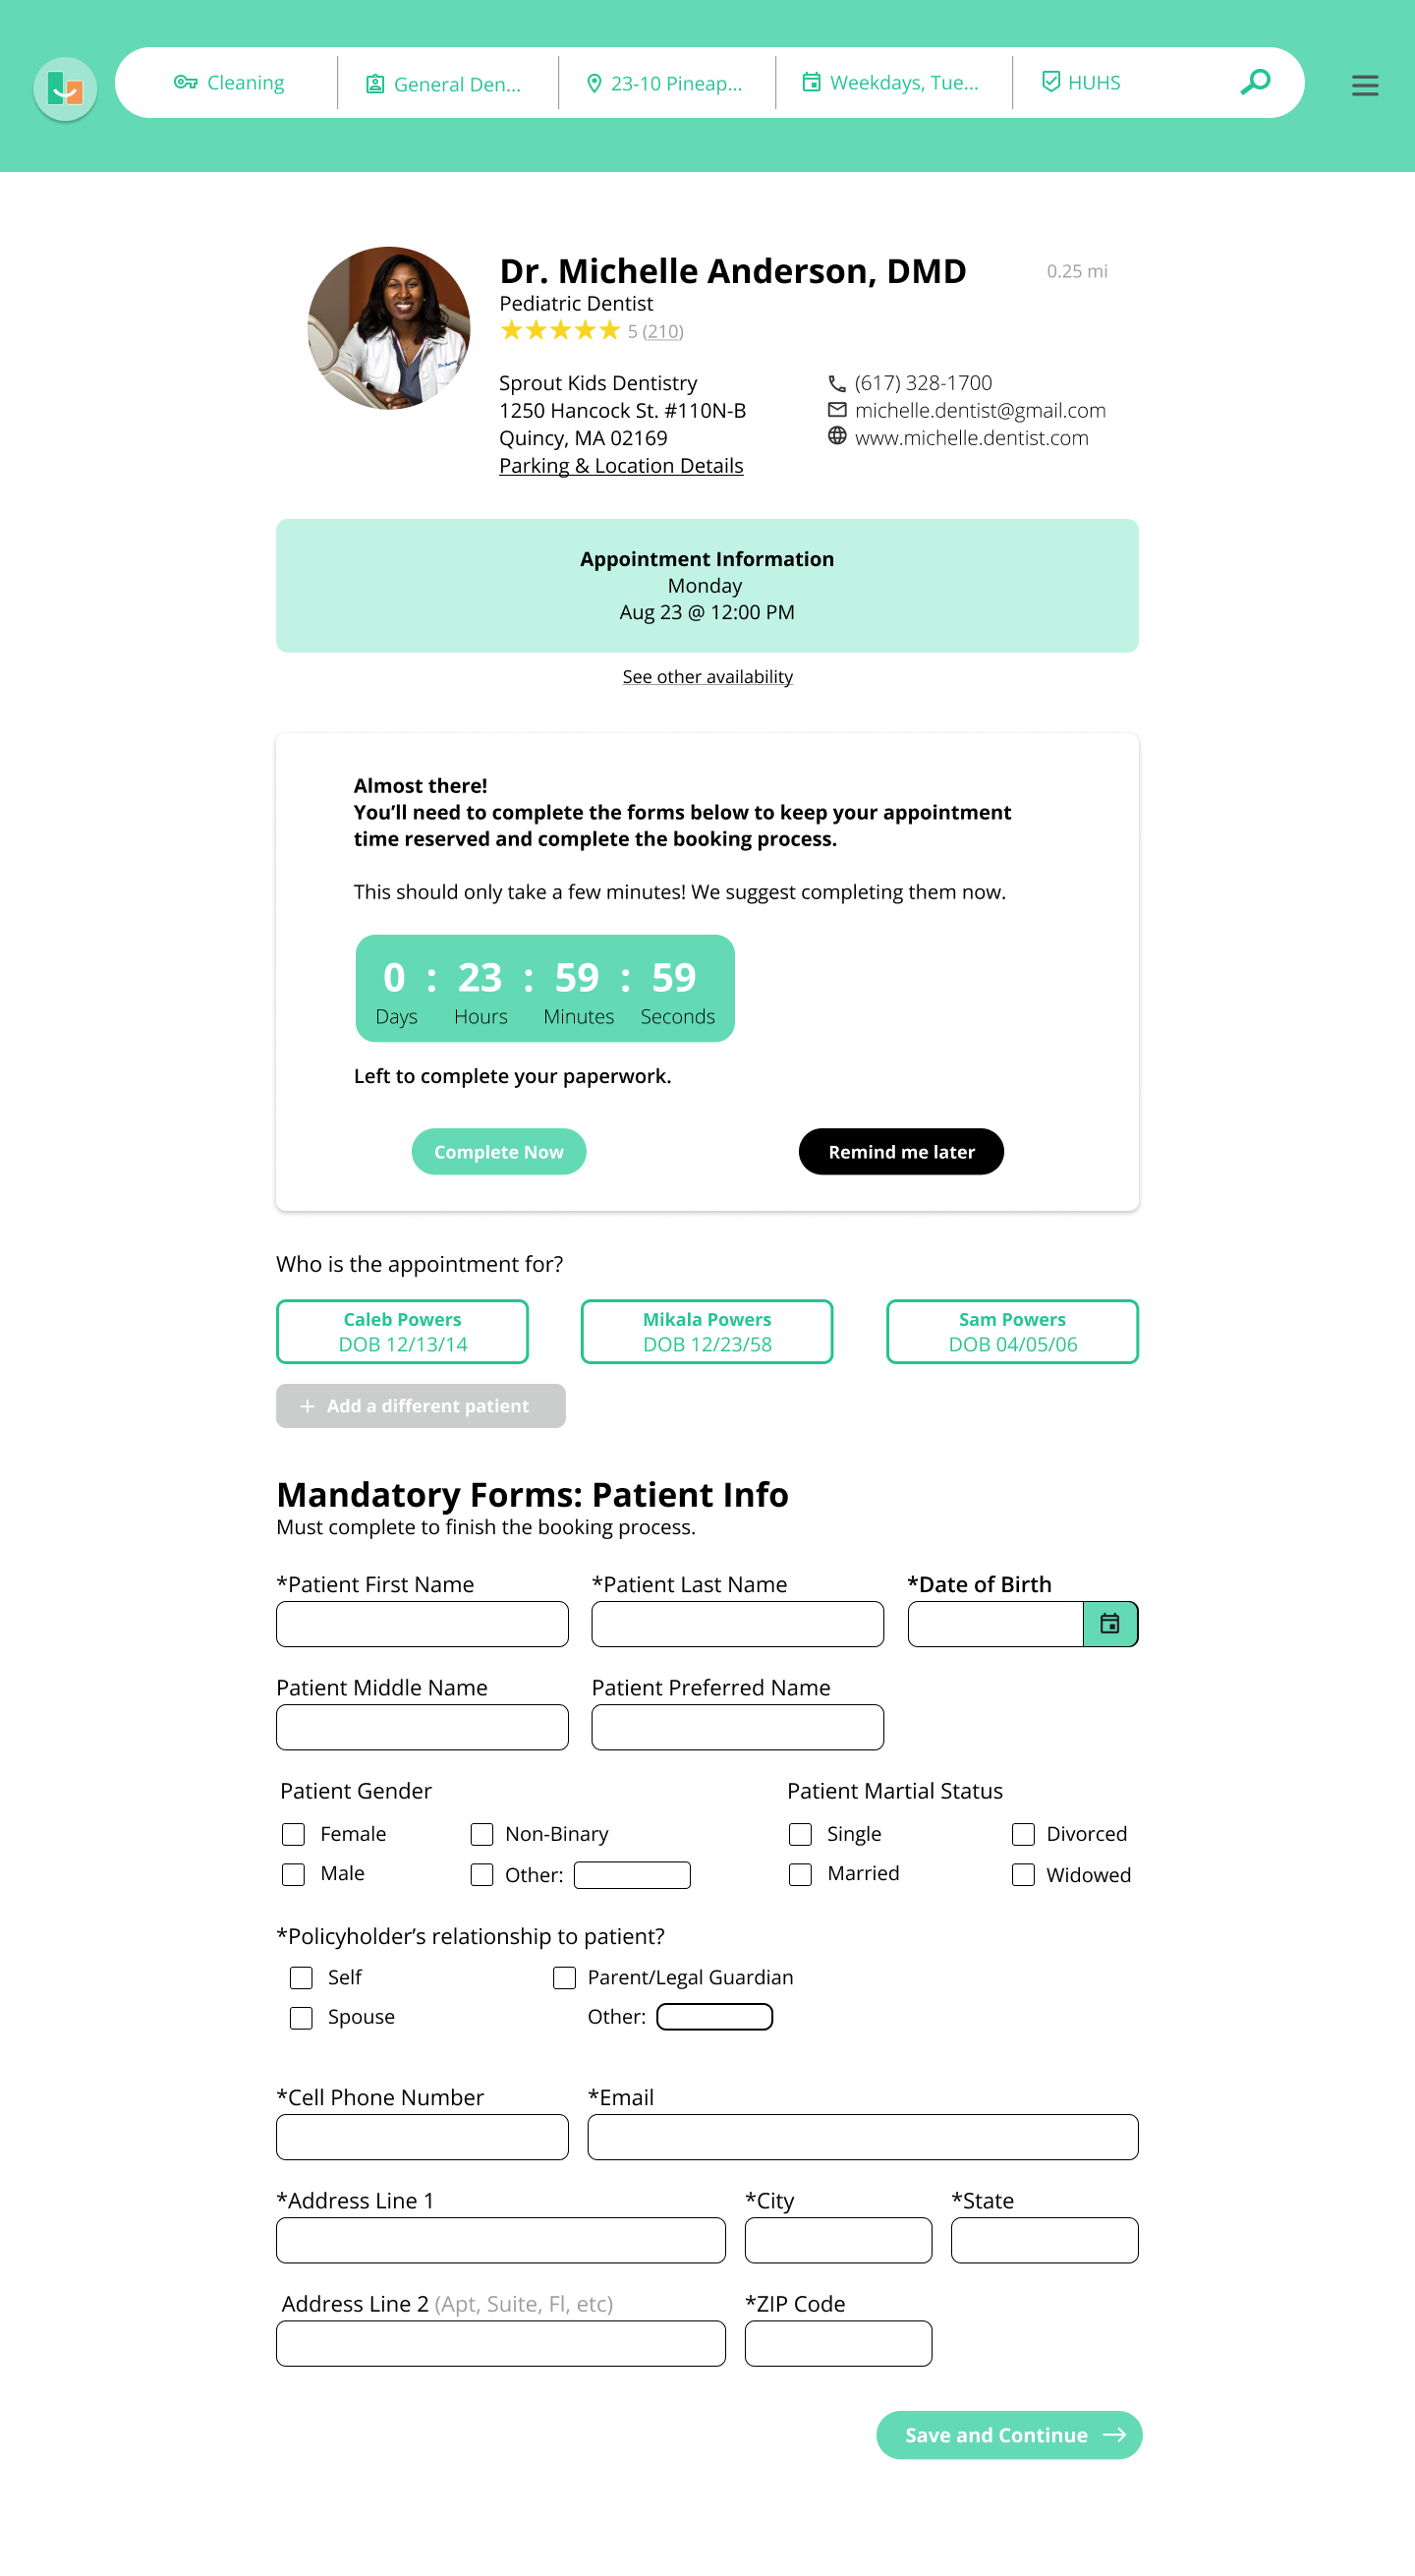 Cleaning
General Den...
23-10 Pineap...
Weekdays, Tue...
HUHS
Dr. Michelle Anderson, DMD
0.25 mi
Pediatric Dentist
5 (210)
Sprout Kids Dentistry
1250 Hancock St. #110N-B
Quincy, MA 02169
Parking & Location Details
(617) 328-1700
michelle.dentist@gmail.com
www.michelle.dentist.com
Appointment Information
Monday
Aug 23 @ 12:00 PM
See other availability
Almost there!
You’ll need to complete the forms below to keep your appointment
time reserved and complete the booking process.
This should only take a few minutes! We suggest completing them now.
0 : 23 : 59 : 59
Days Hours Minutes Seconds
Left to complete your paperwork.
Complete Now
Remind me later
Who is the appointment for?
Caleb Powers
DOB 12/13/14
Mikala Powers
DOB 12/23/58
Sam Powers
DOB 04/05/06
+ Add a different patient
Mandatory Forms: Patient Info
Must complete to finish the booking process.
*Patient First Name
*Patient Last Name
*Date of Birth
Patient Middle Name
Patient Preferred Name
Patient Gender
Female
Non-Binary
Male
Other:
Patient Martial Status
Single
Divorced
Married
Widowed
*Policyholder’s relationship to patient?
Self
Parent/Legal Guardian
Spouse
Other:
*Cell Phone Number
*Email
*Address Line 1
*City
*State
Address Line 2 (Apt, Suite, Fl, etc)
*ZIP Code
Save and Continue